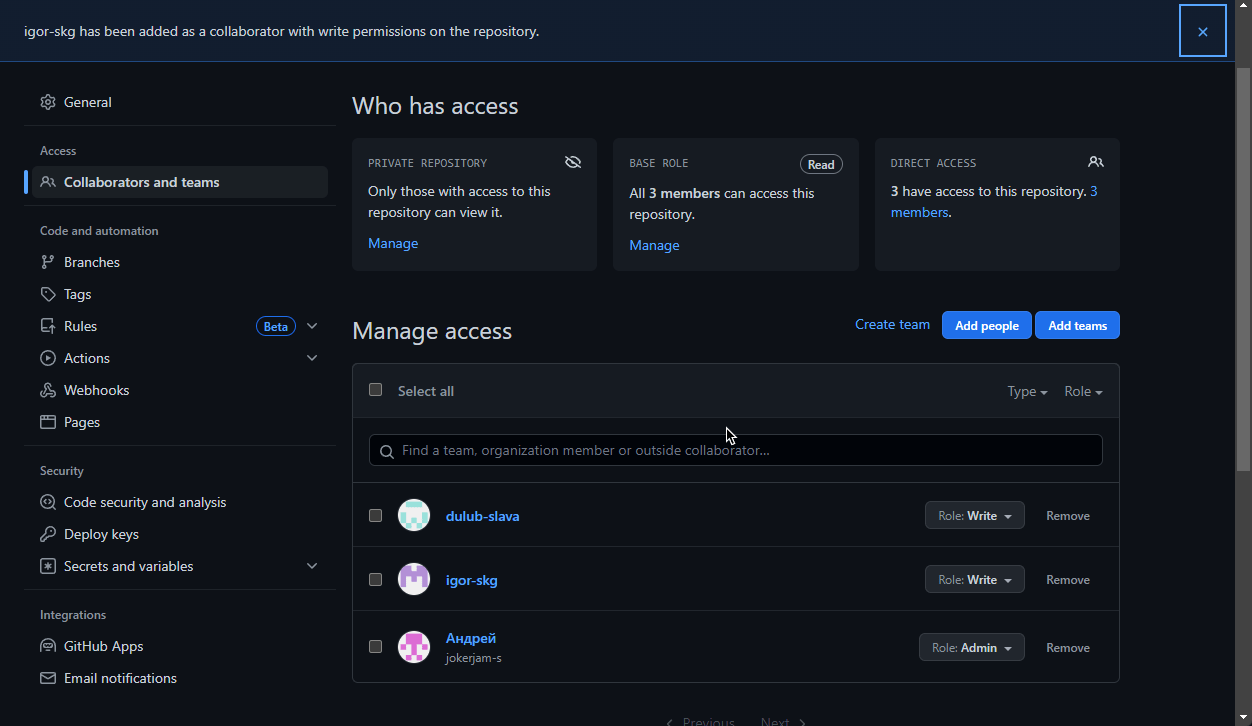 igor-skg has been added as a collaborator with write permissions on the repository.
General
Access
Collaborators and teams
Code and automation
Branches
Tags
Rules Beta
Actions
Webhooks
Pages
Security
Code security and analysis
Deploy keys
Secrets and variables
Integrations
GitHub Apps
Email notifications
Who has access
PRIVATE REPOSITORY
Only those with access to this
repository can view it.
Manage
BASE ROLE Read
All 3 members can access this
repository.
Manage
DIRECT ACCESS
3 have access to this repository. 3
members.
Manage access
Create team Add people Add teams
Select all Type Role
Find a team, organization member or outside collaborator...
dulub-slava Role: Write Remove
igor-skg Role: Write Remove
Андрей
jokerjam-s
Role: Admin Remove
Previous Next